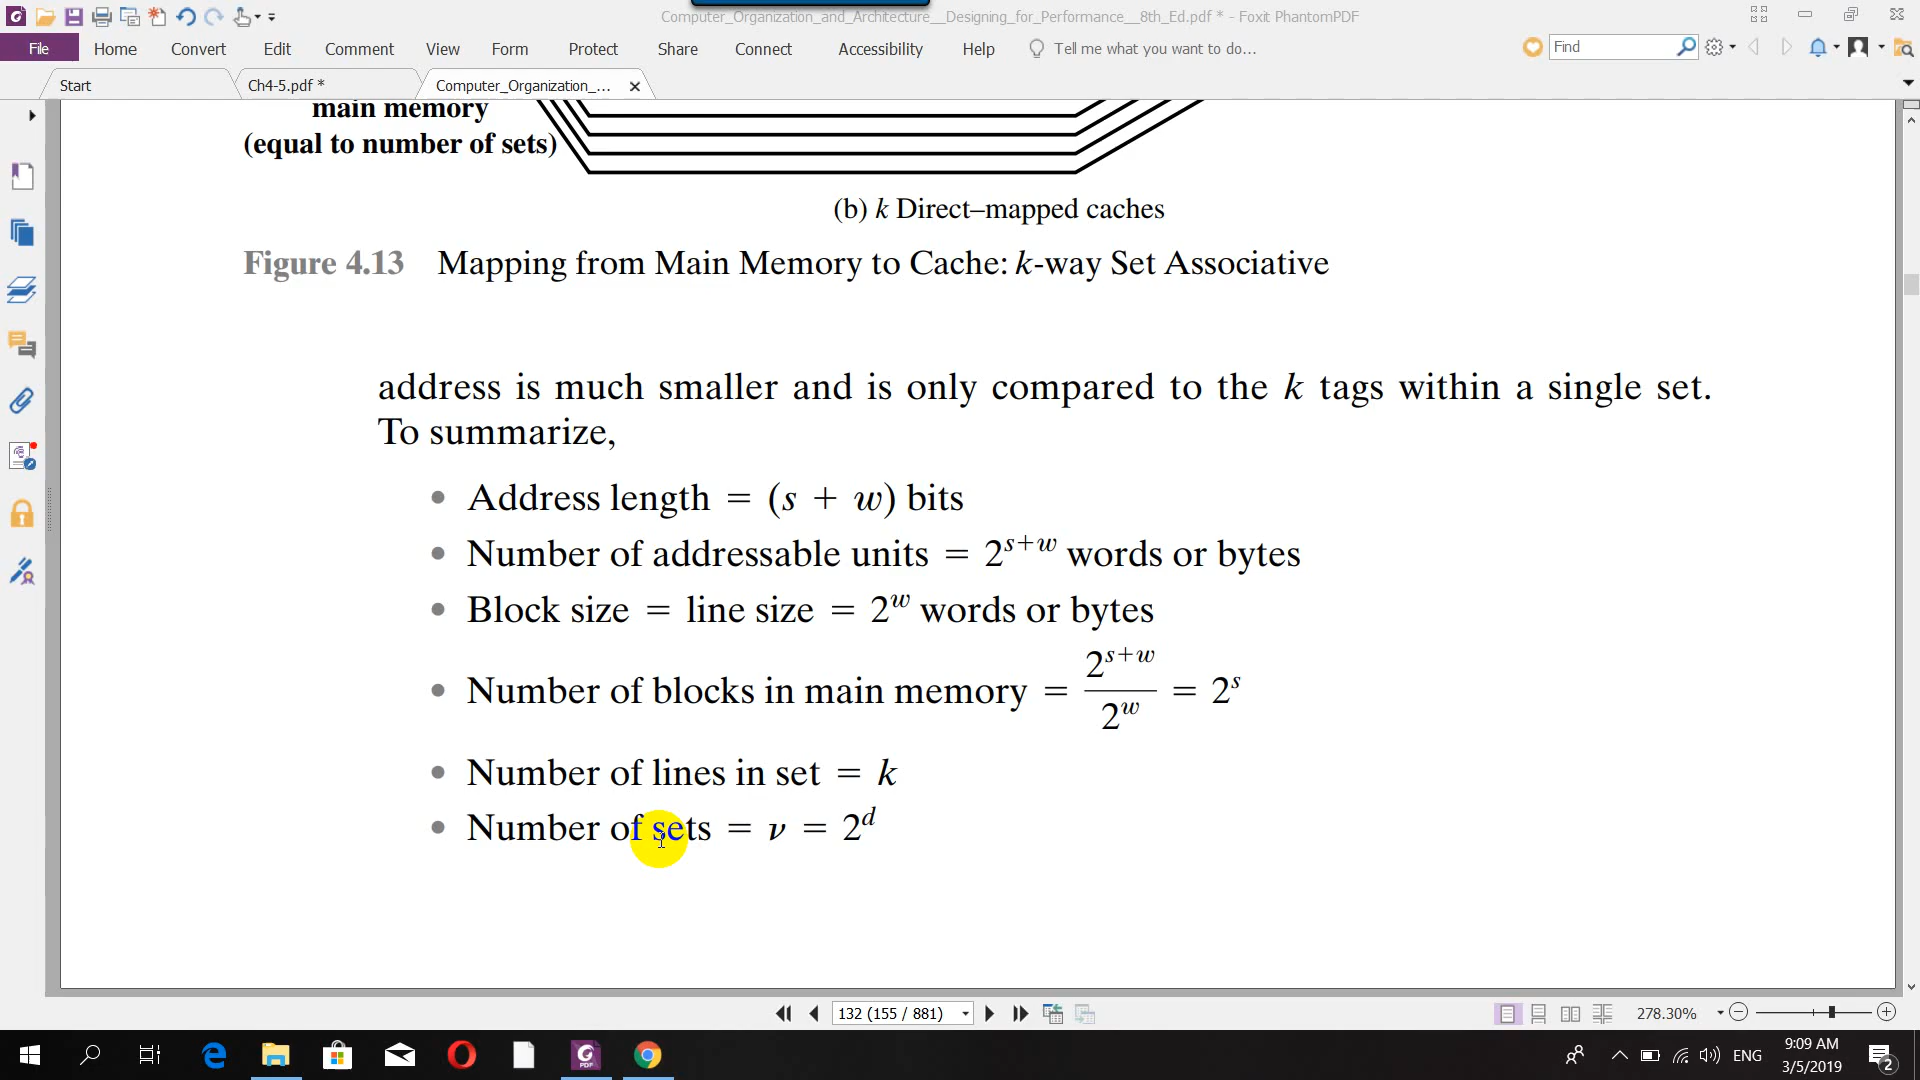 Computer_Organization_and_Architecture__Designing_for_Performance__8th_Ed.pdf * - Foxit PhantomPDF
File Home Convert Edit Comment View Form Protect Share Connect Accessibility Help Tell me what you want to do... Find
Start Ch4-5.pdf * Computer_Organization_...
main memory
(equal to number of sets)
(b) k Direct–mapped caches
Figure 4.13 Mapping from Main Memory to Cache: k-way Set Associative
address is much smaller and is only compared to the k tags within a single set.
To summarize,
• Address length = (s + w) bits
• Number of addressable units = 2^{s+w} words or bytes
• Block size = line size = 2^w words or bytes
• Number of blocks in main memory = 2^{s+w} / 2^w = 2^s
• Number of lines in set = k
• Number of sets = ν = 2^d
132 (155 / 881) 278.30%
ENG 9:09 AM
3/5/2019 2